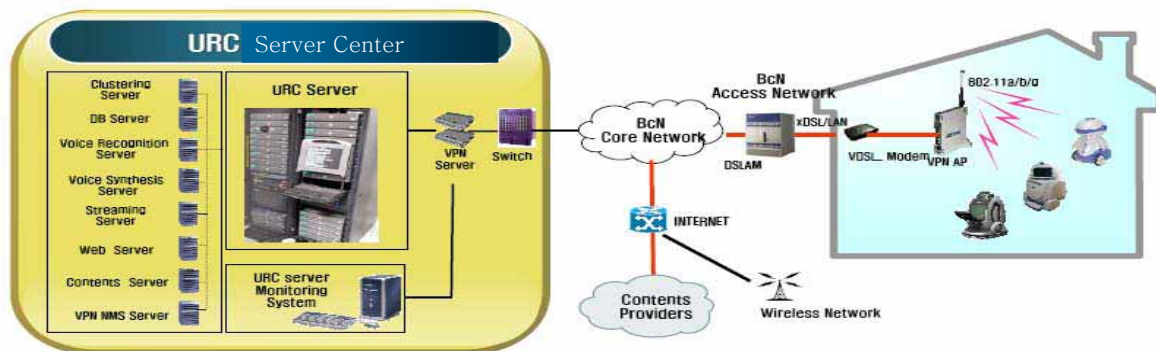 URC Server Center
Clustering
Server
DB Server
Voice Recognition
Server
Voice Synthesis
Server
Streaming
Server
Web Server
Contents Server
VPN NMS Server
URC Server
URC server
Monitoring
System
VPN
Server
Switch
BcN
Core Network
BcN
Access Network
xDSL/LAN
DSLAM
VDSL_ Modem
VPN AP
802.11a/b/g
INTERNET
Contents
Providers
Wireless Network